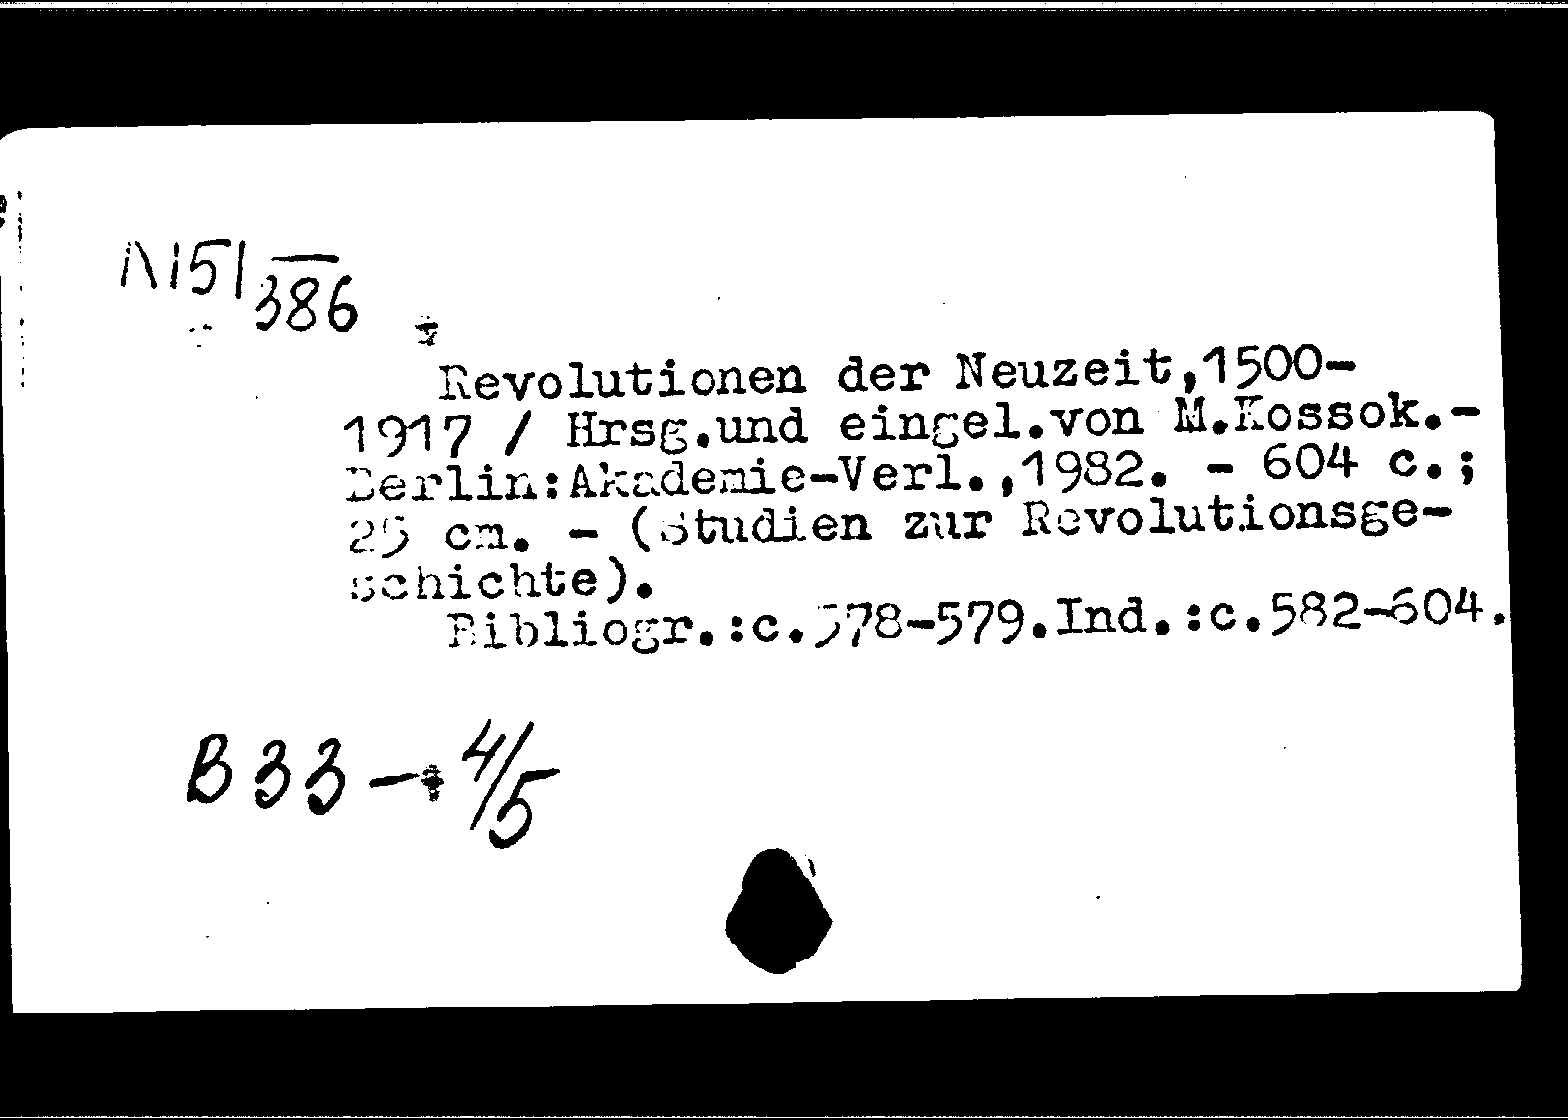 И151/386
Revolutionen der Neuzeit,1500-
1917 / Hrsg.und eingel.von M.Kossok.-
Berlin:Akademie-Verl.,1982. - 604 c.;
25 cm. - (Studien zur Revolutionsge-
schichte).
Bibliogr.:c.578-579.Ind.:c.582-604.
B33-4/5